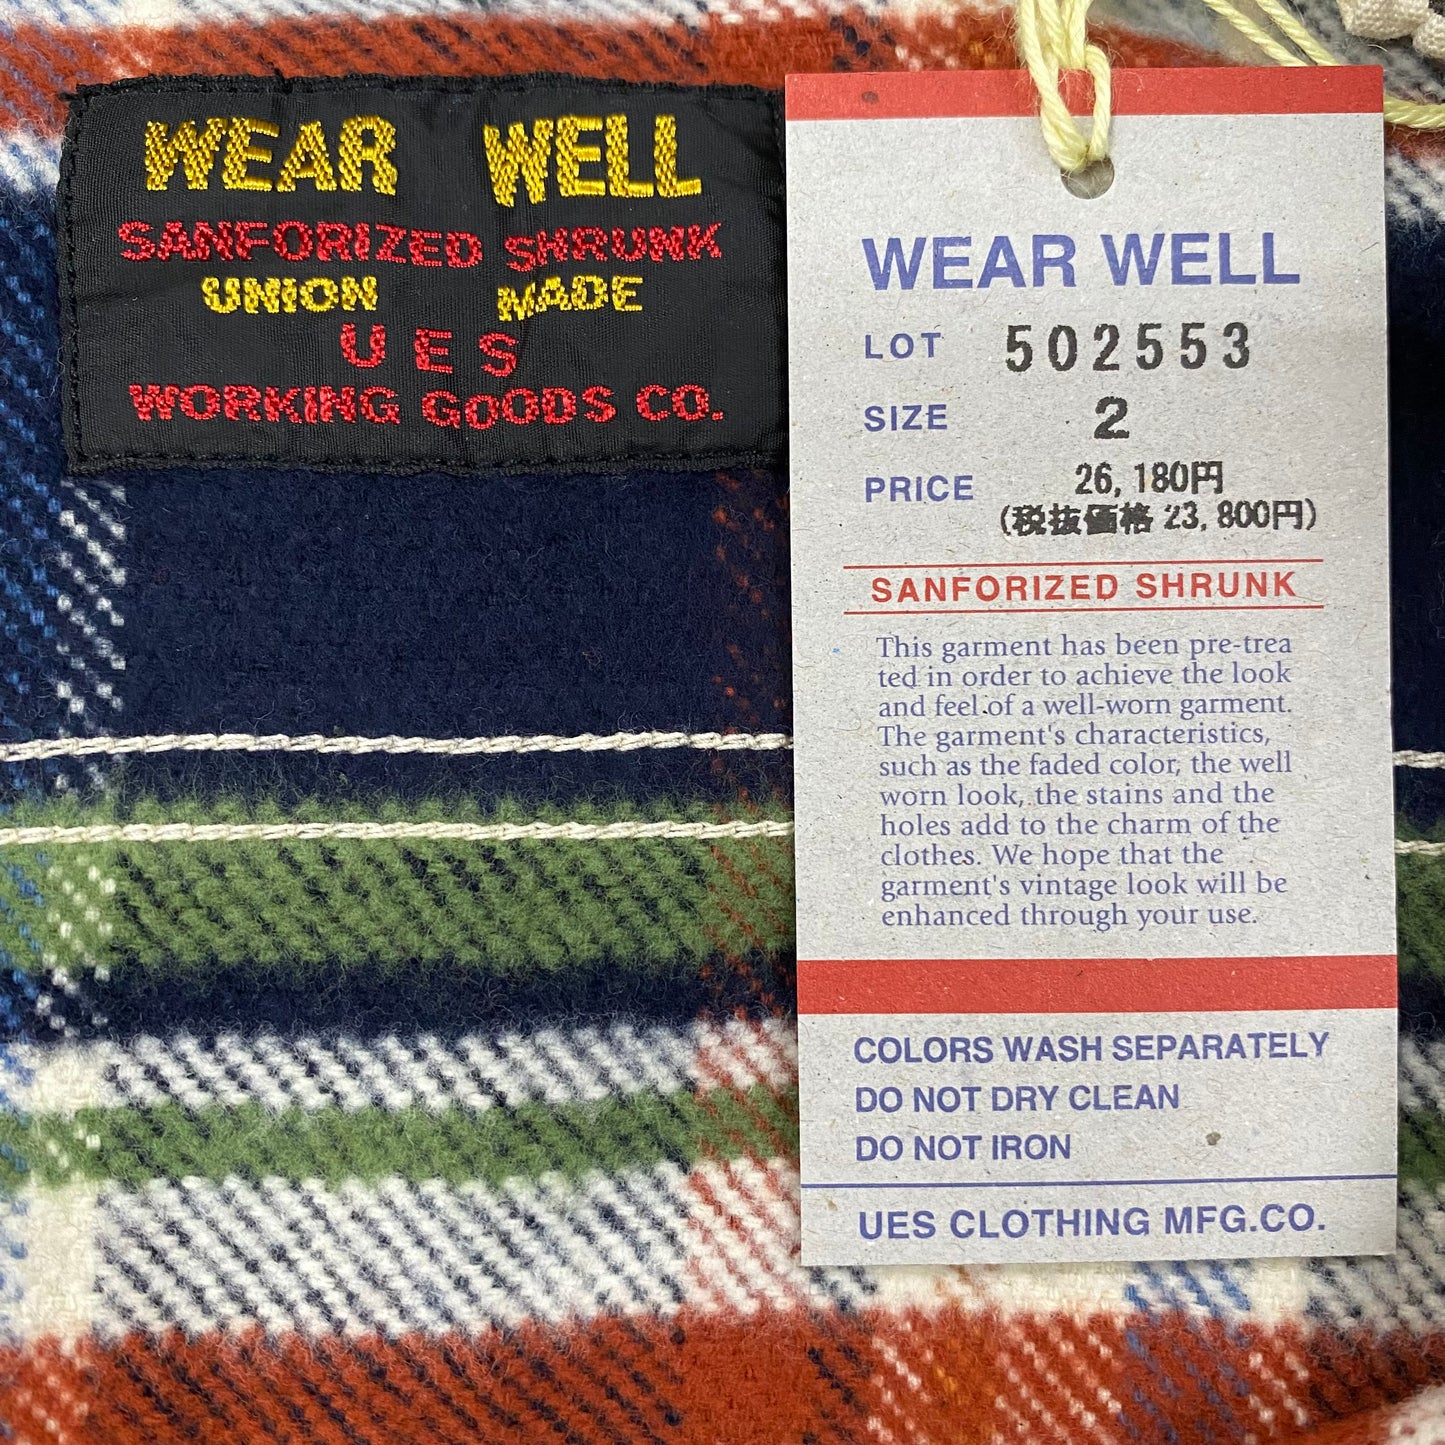 WEAR WELL
SANFORIZED SHRUNK
UNION MADE
UES
WORKING GOODS CO.
WEAR WELL
LOT 502553
SIZE 2
PRICE 26,180円
(税抜価格 23,800円)
SANFORIZED SHRUNK
This garment has been pre-trea
ted in order to achieve the look
and feel of a well-worn garment.
The garment's characteristics,
such as the faded color, the well
worn look, the stains and the
holes add to the charm of the
clothes. We hope that the
garment's vintage look will be
enhanced through your use.
COLORS WASH SEPARATELY
DO NOT DRY CLEAN
DO NOT IRON
UES CLOTHING MFG.CO.